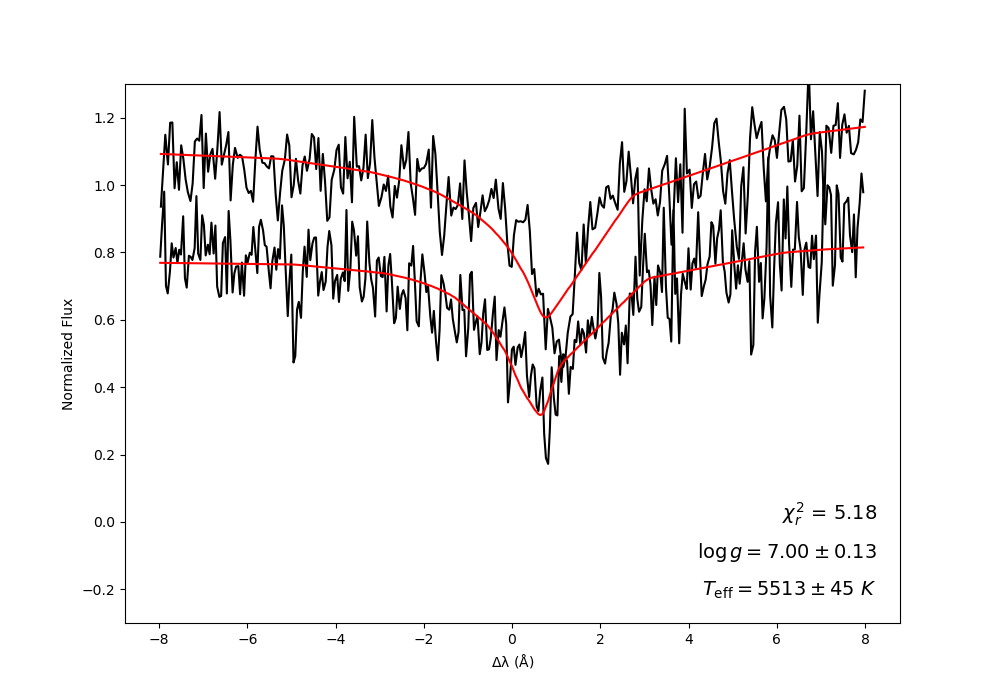 1.2
1.0
0.8
0.6
0.4
0.2
0.0
−0.2
Normalized Flux
χ²ᵣ = 5.18
log g = 7.00 ± 0.13
T_eff = 5513 ± 45 K
−8 −6 −4 −2 0 2 4 6 8
Δλ (Å)